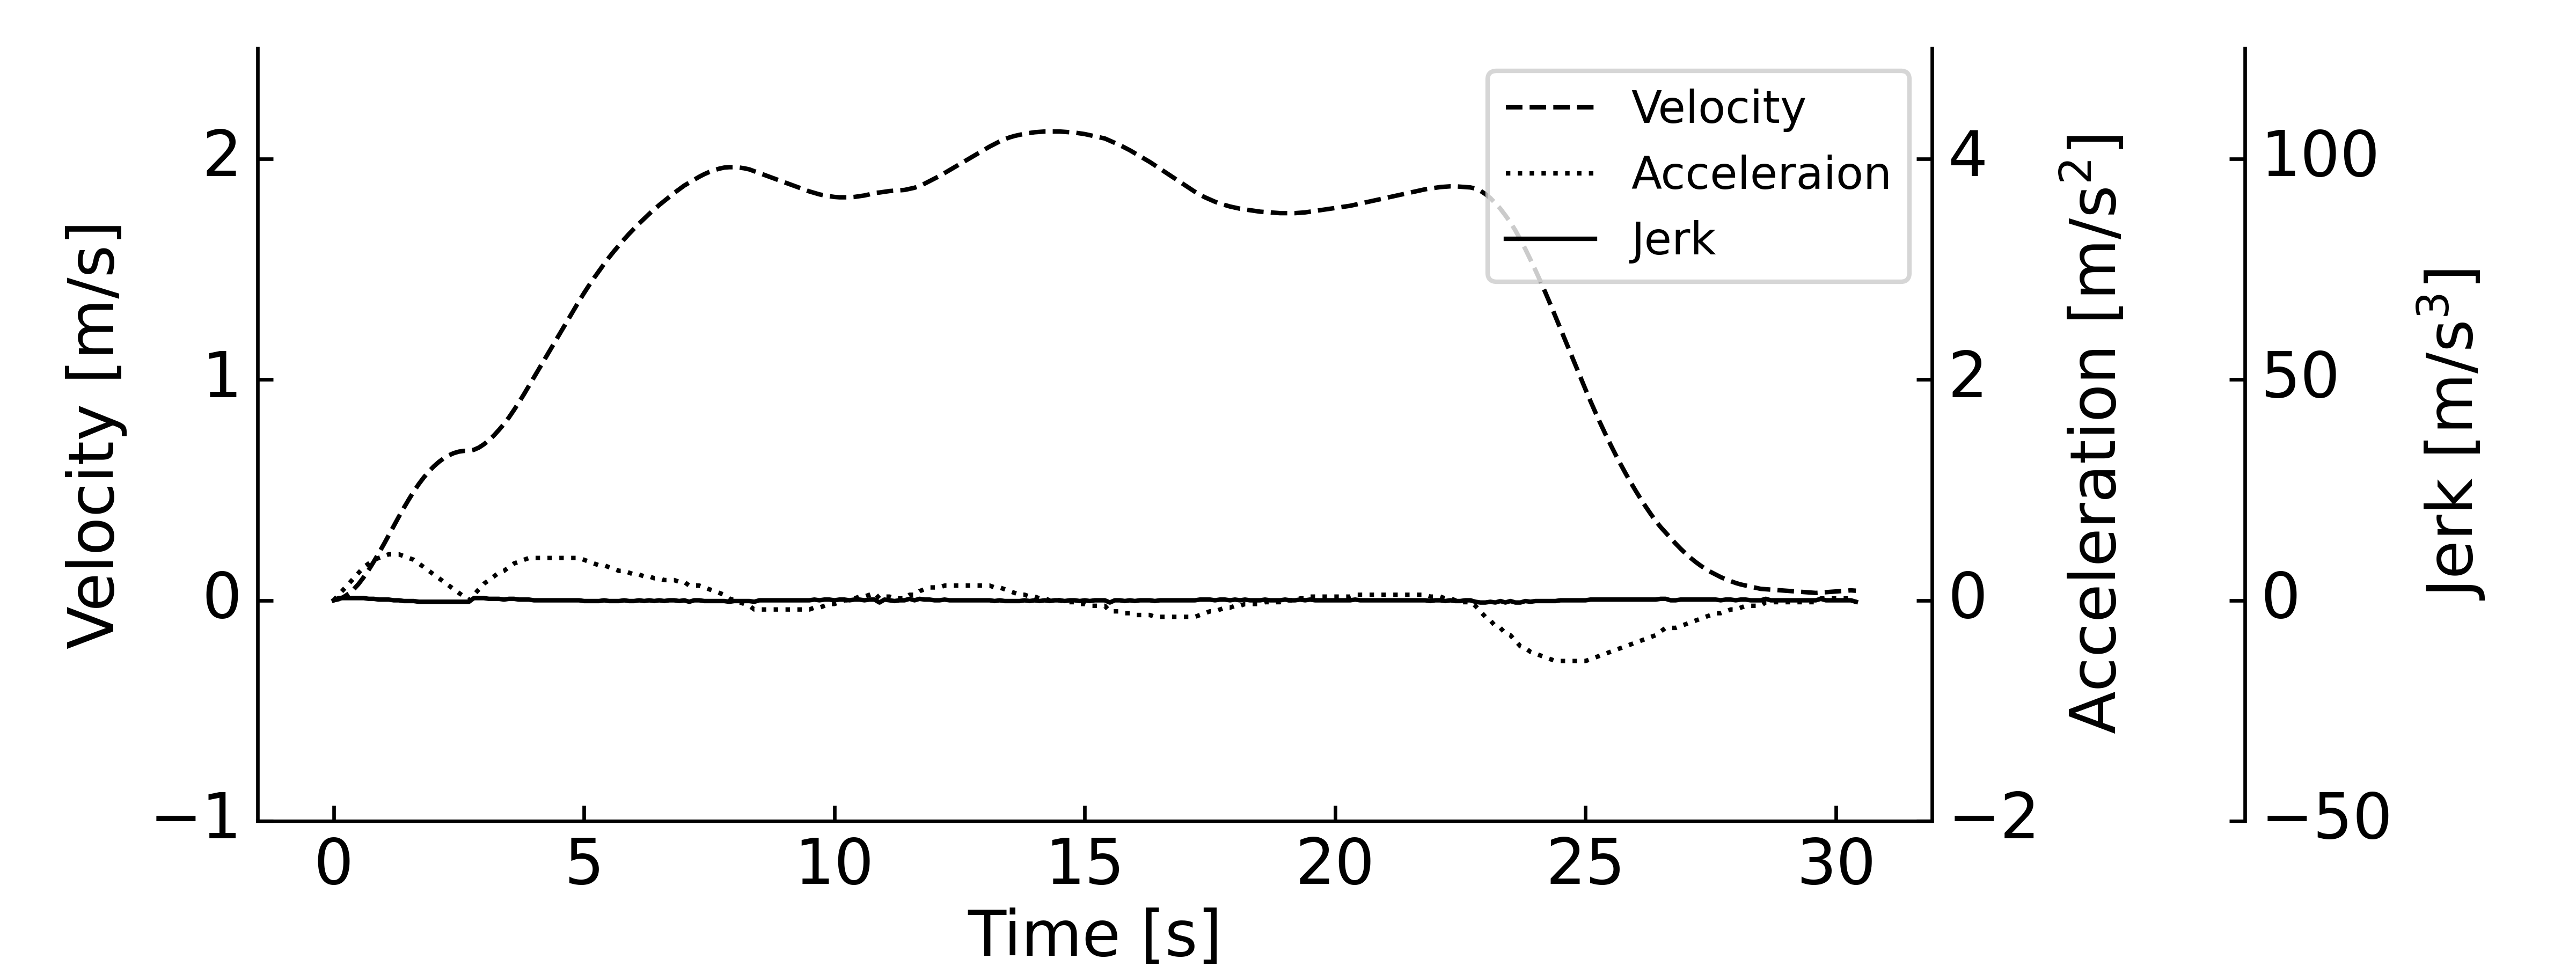 Velocity [m/s]
2
1
0
−1
Velocity
Acceleraion
Jerk
4
2
0
−2
Acceleration [m/s²]
100
50
0
−50
Jerk [m/s³]
0 5 10 15 20 25 30
Time [s]